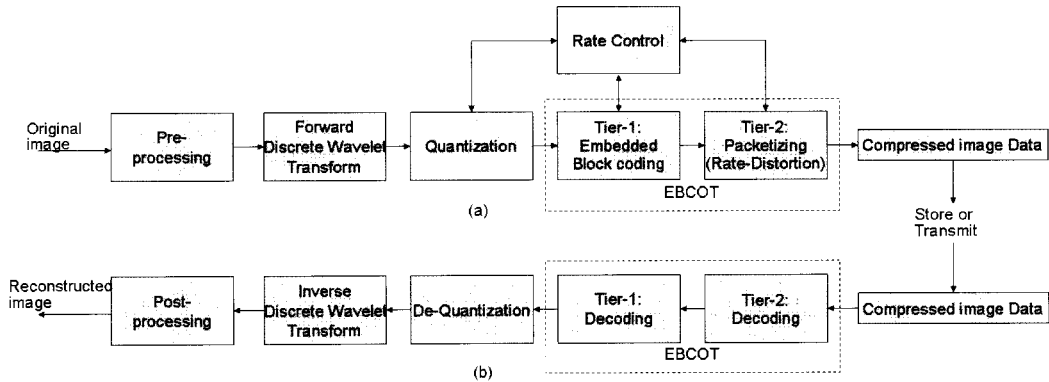 Rate Control
Original
image
Pre-
processing
Forward
Discrete Wavelet
Transform
Quantization
Tier-1:
Embedded
Block coding
Tier-2:
Packetizing
(Rate-Distortion)
Compressed image Data
EBCOT
(a)
Store or
Transmit
Reconstructed
image
Post-
processing
Inverse
Discrete Wavelet
Transform
De-Quantization
Tier-1:
Decoding
Tier-2:
Decoding
Compressed image Data
EBCOT
(b)